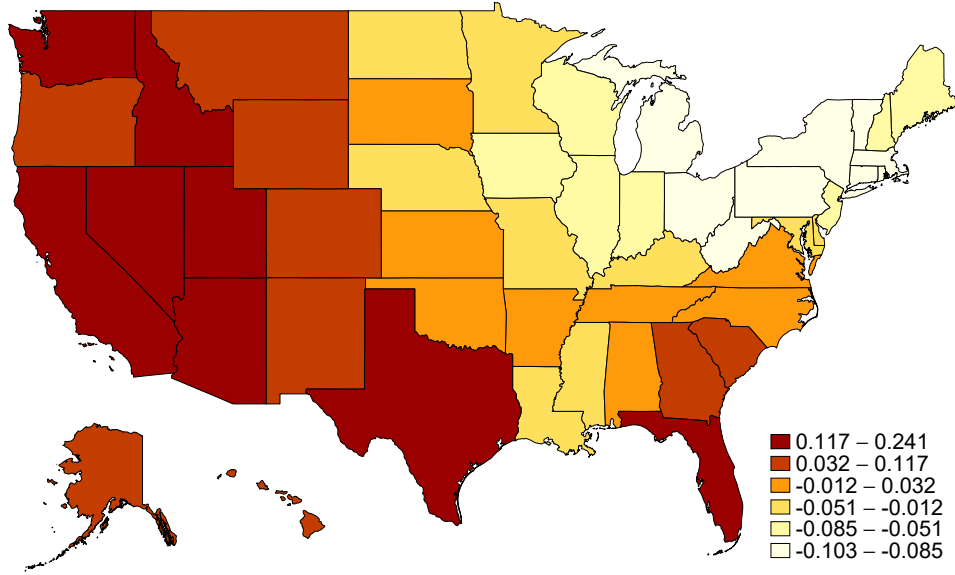 0.117 – 0.241
0.032 – 0.117
-0.012 – 0.032
-0.051 – -0.012
-0.085 – -0.051
-0.103 – -0.085